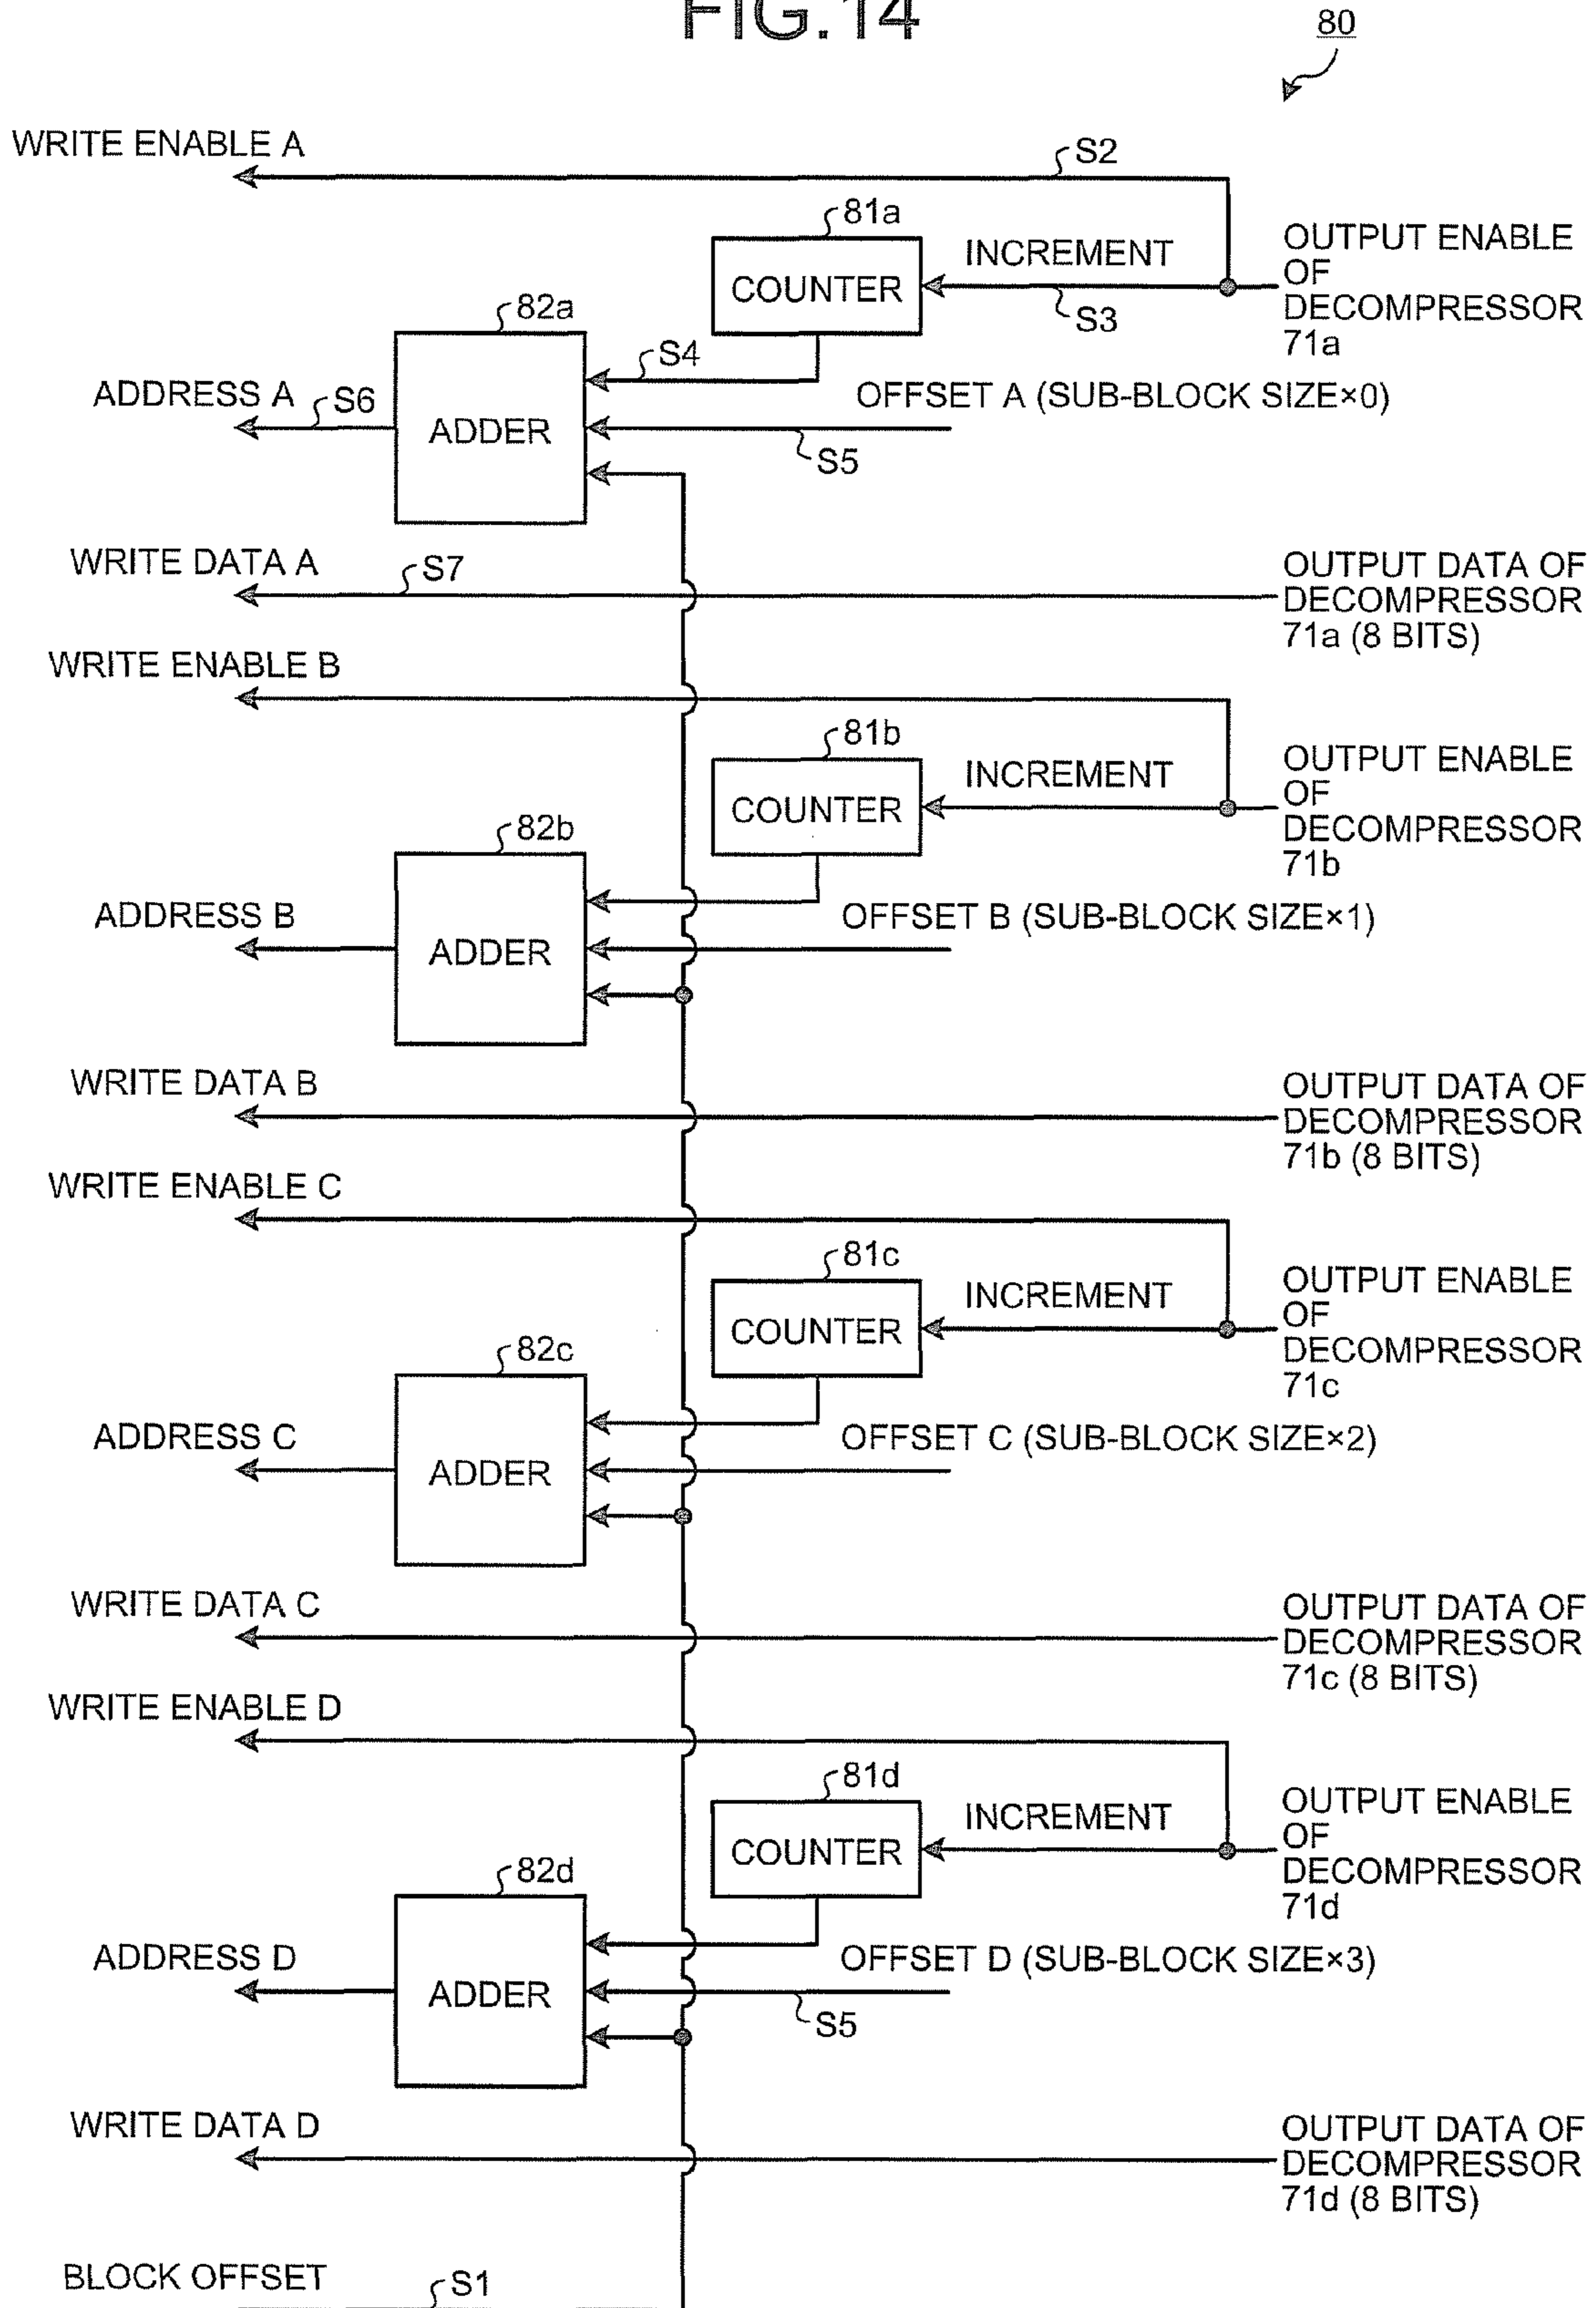 FIG.14
80
WRITE ENABLE A
S2
81a
COUNTER
INCREMENT
S3
OUTPUT ENABLE
OF
DECOMPRESSOR
71a
82a
S4
ADDRESS A
S6
ADDER
OFFSET A (SUB-BLOCK SIZE×0)
S5
WRITE DATA A
S7
OUTPUT DATA OF
DECOMPRESSOR
71a (8 BITS)
WRITE ENABLE B
81b
COUNTER
INCREMENT
OUTPUT ENABLE
OF
DECOMPRESSOR
71b
82b
ADDRESS B
ADDER
OFFSET B (SUB-BLOCK SIZE×1)
WRITE DATA B
OUTPUT DATA OF
DECOMPRESSOR
71b (8 BITS)
WRITE ENABLE C
81c
COUNTER
INCREMENT
OUTPUT ENABLE
OF
DECOMPRESSOR
71c
82c
ADDRESS C
ADDER
OFFSET C (SUB-BLOCK SIZE×2)
WRITE DATA C
OUTPUT DATA OF
DECOMPRESSOR
71c (8 BITS)
WRITE ENABLE D
81d
COUNTER
INCREMENT
OUTPUT ENABLE
OF
DECOMPRESSOR
71d
82d
ADDRESS D
ADDER
OFFSET D (SUB-BLOCK SIZE×3)
S5
WRITE DATA D
OUTPUT DATA OF
DECOMPRESSOR
71d (8 BITS)
BLOCK OFFSET
S1